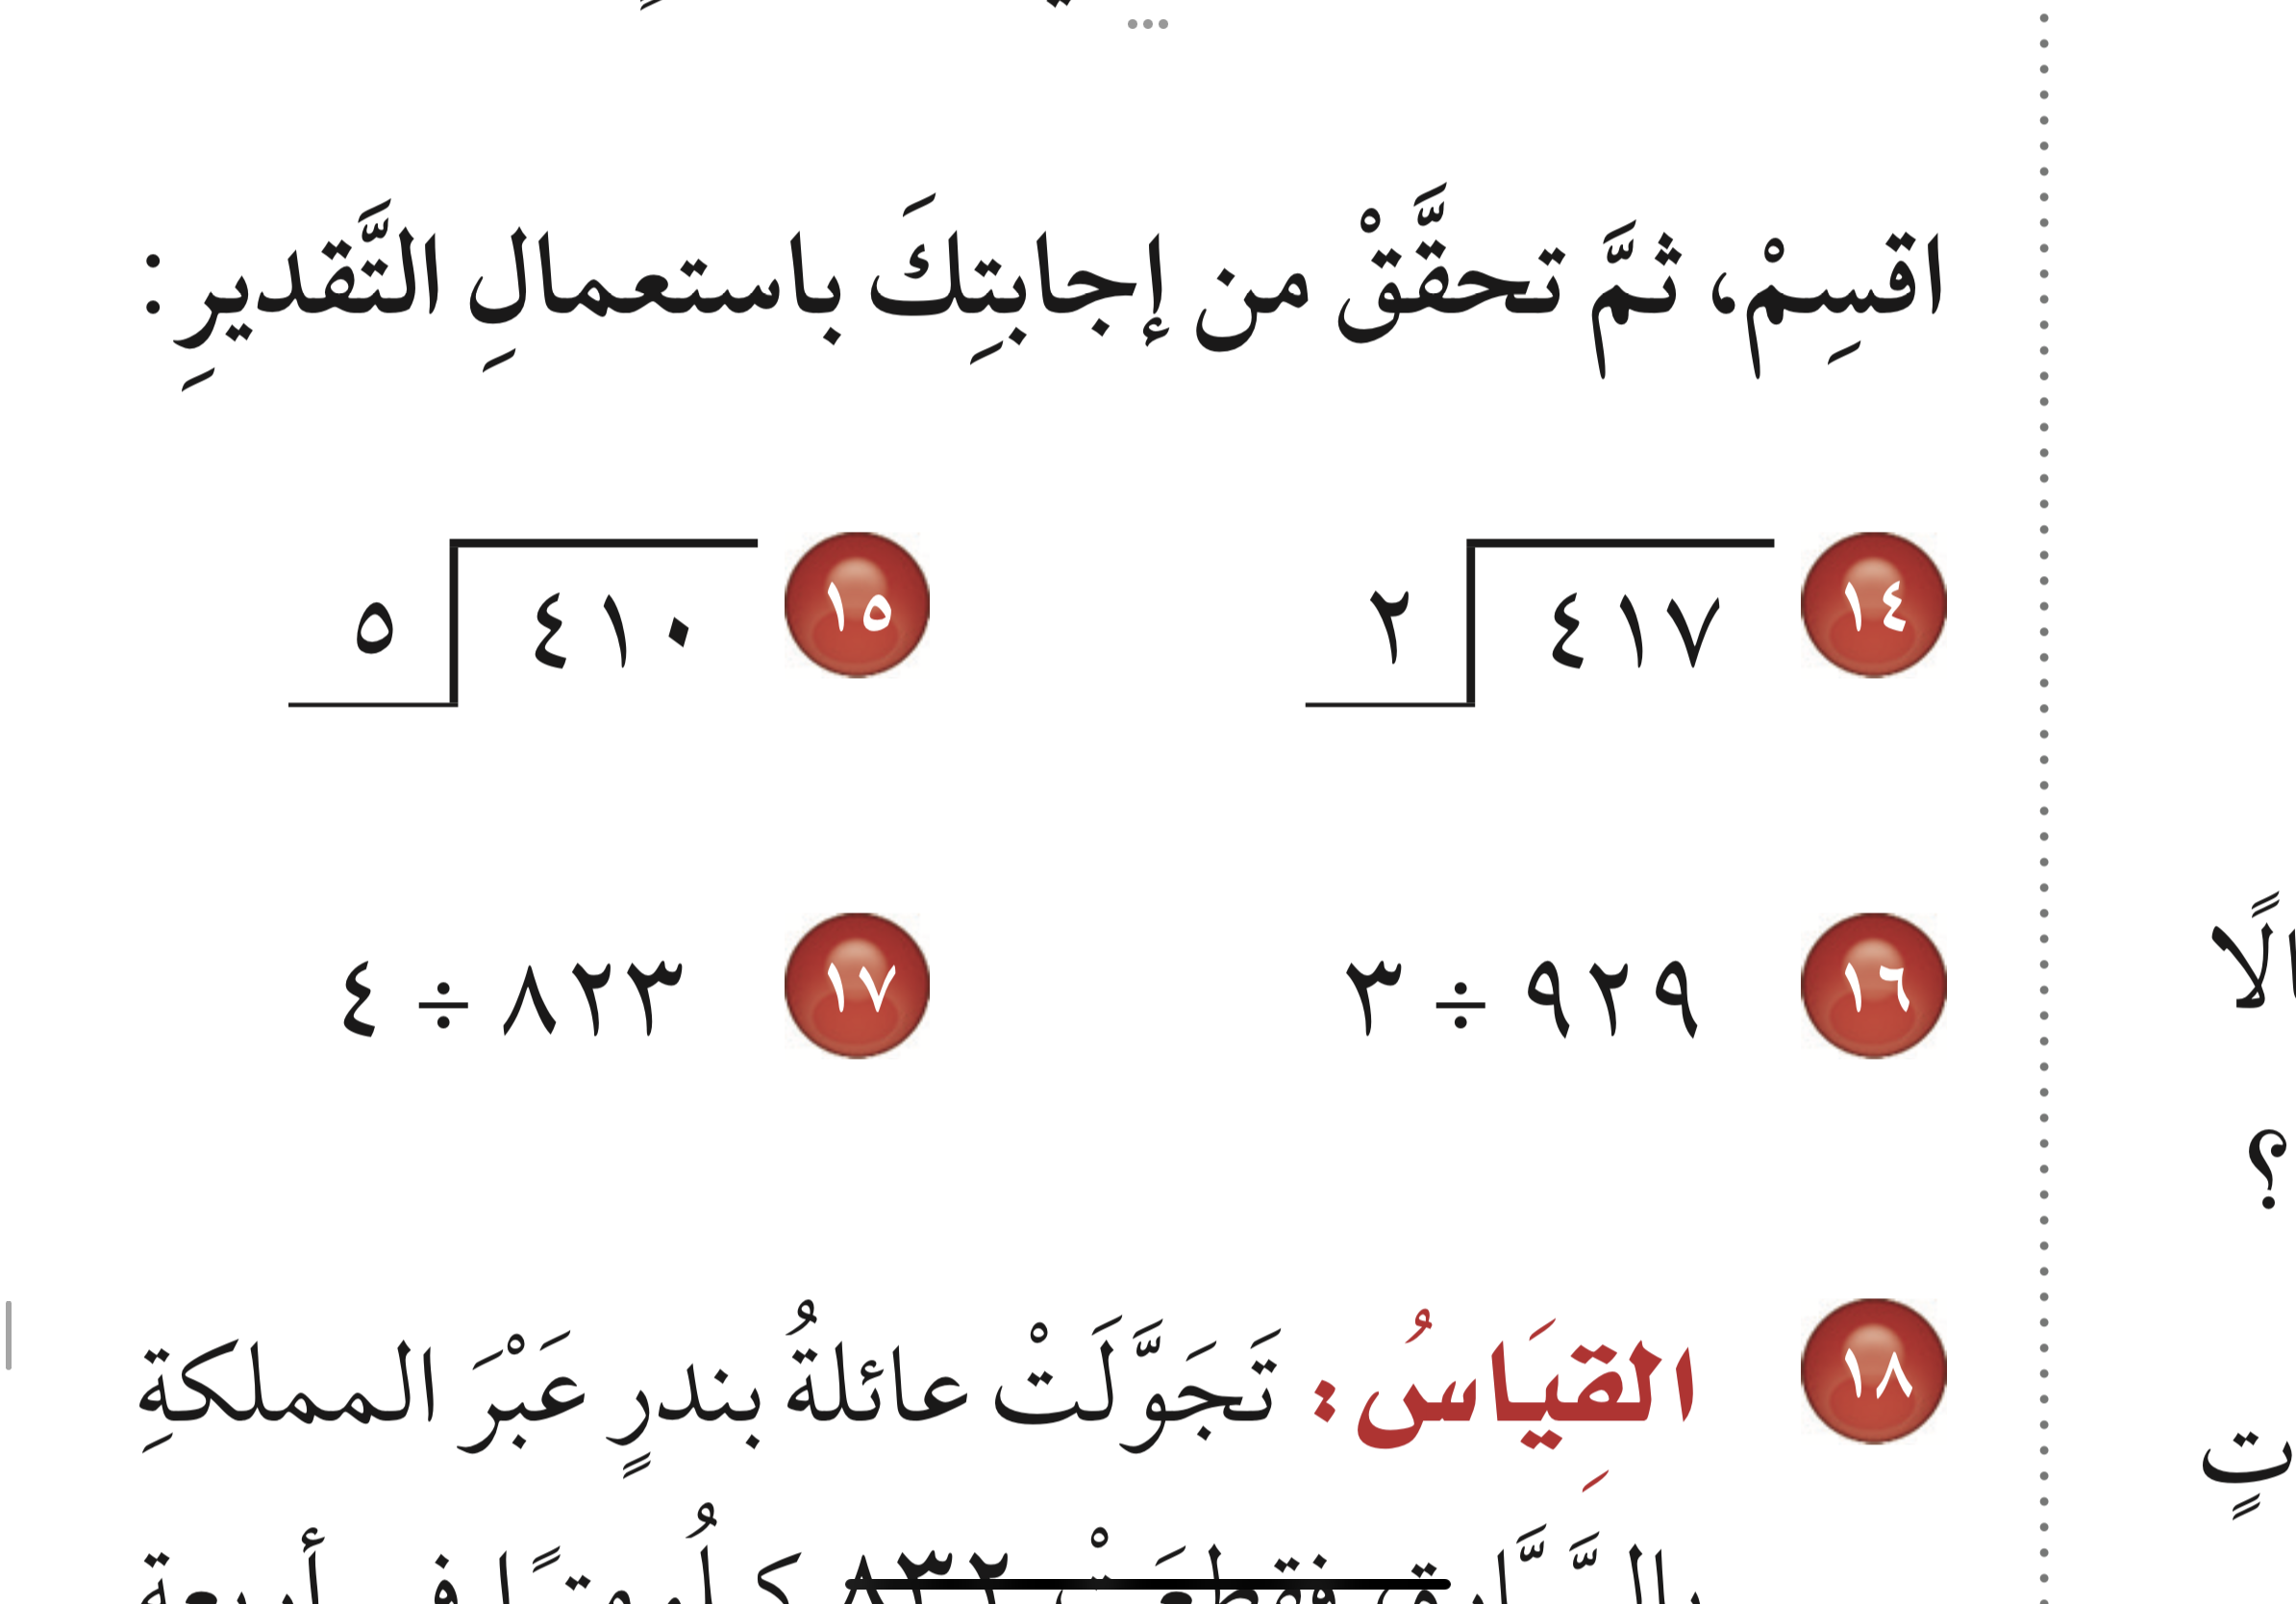 اقسِمْ، ثمَّ تحقَّقْ من إجابتِكَ باستعمالِ التَّقديرِ:
١٤ ٢ ٤١٧
١٥ ٥ ٤١٠
١٦ ٩٢٩ ÷ ٣
١٧ ٨٢٣ ÷ ٤
١٨ القِيَاسُ: تَجَوَّلَتْ عائلةُ بندرٍ عَبْرَ المملكةِ
؟